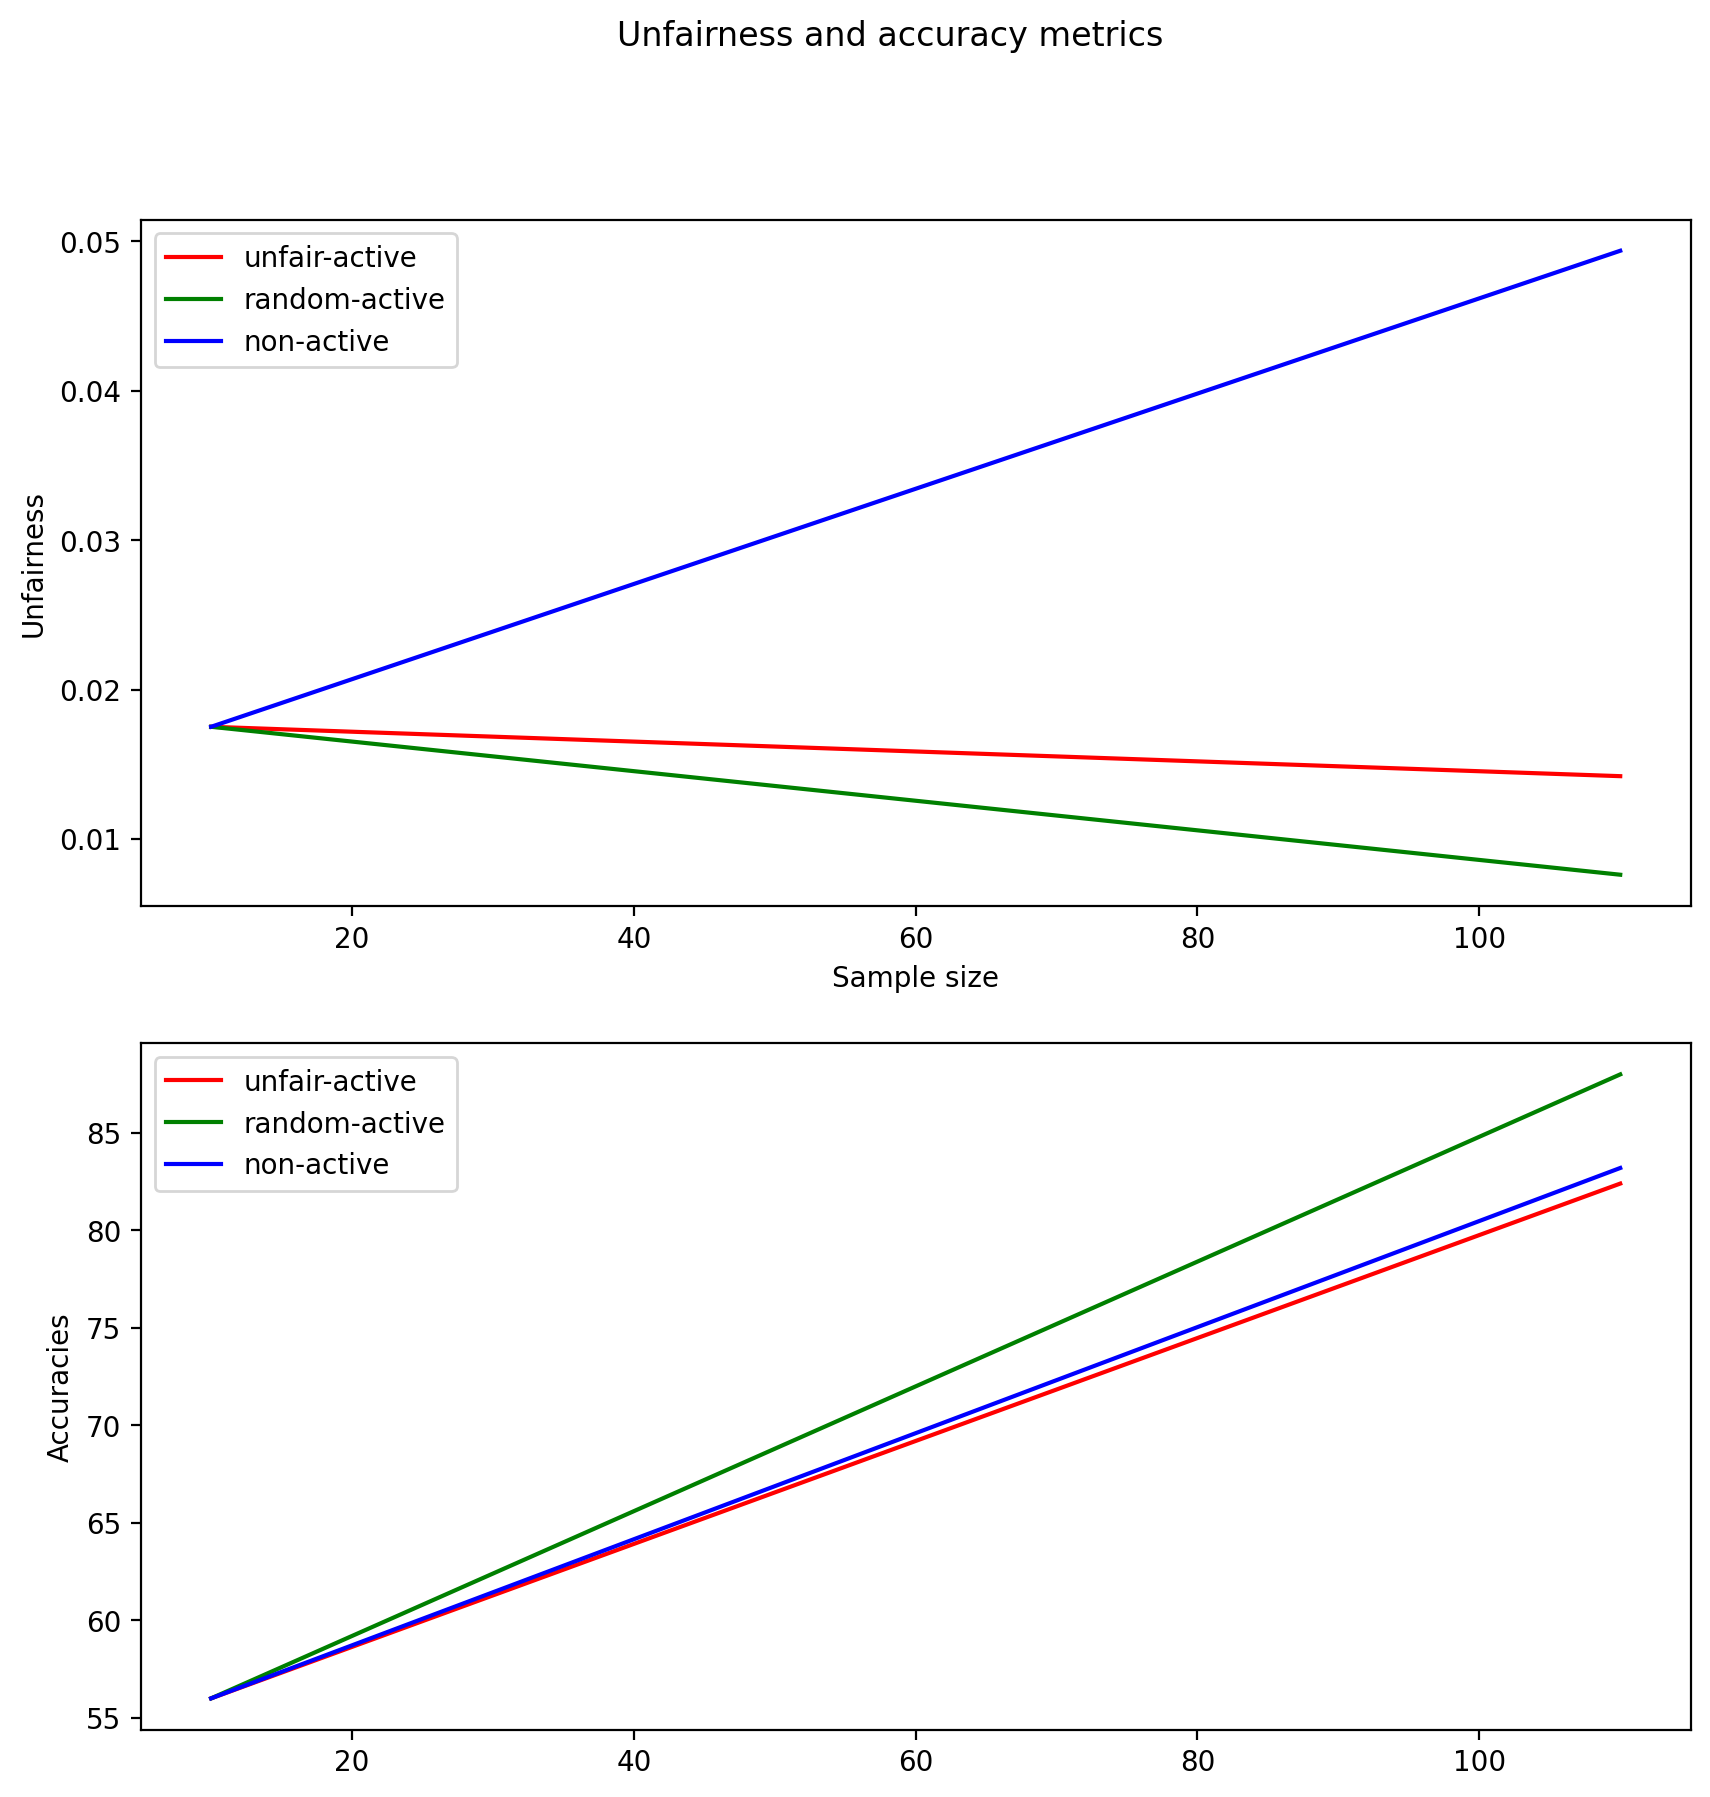 Unfairness and accuracy metrics
unfair-active
random-active
non-active
0.05
0.04
0.03
0.02
0.01
Unfairness
20 40 60 80 100
Sample size
unfair-active
random-active
non-active
85
80
75
70
65
60
55
Accuracies
20 40 60 80 100